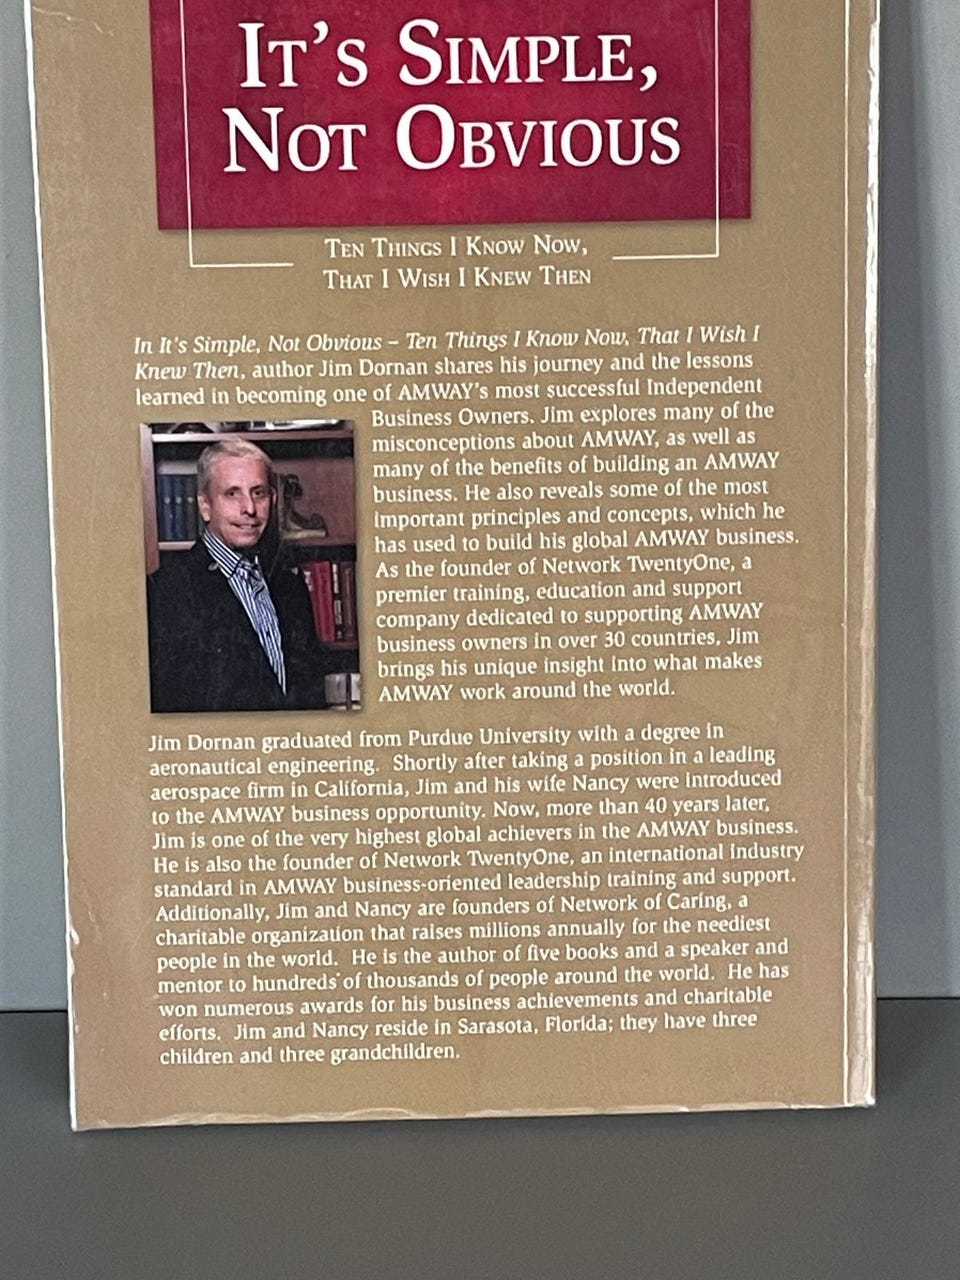 IT'S SIMPLE,
NOT OBVIOUS
TEN THINGS I KNOW NOW,
THAT I WISH I KNEW THEN
In It's Simple, Not Obvious – Ten Things I Know Now, That I Wish I
Knew Then, author Jim Dornan shares his journey and the lessons
learned in becoming one of AMWAY's most successful Independent
Business Owners. Jim explores many of the
misconceptions about AMWAY, as well as
many of the benefits of building an AMWAY
business. He also reveals some of the most
important principles and concepts, which he
has used to build his global AMWAY business.
As the founder of Network TwentyOne, a
premier training, education and support
company dedicated to supporting AMWAY
business owners in over 30 countries, Jim
brings his unique insight into what makes
AMWAY work around the world.
Jim Dornan graduated from Purdue University with a degree in
aeronautical engineering. Shortly after taking a position in a leading
aerospace firm in California, Jim and his wife Nancy were introduced
to the AMWAY business opportunity. Now, more than 40 years later,
Jim is one of the very highest global achievers in the AMWAY business.
He is also the founder of Network TwentyOne, an international industry
standard in AMWAY business-oriented leadership training and support.
Additionally, Jim and Nancy are founders of Network of Caring, a
charitable organization that raises millions annually for the neediest
people in the world. He is the author of five books and a speaker and
mentor to hundreds of thousands of people around the world. He has
won numerous awards for his business achievements and charitable
efforts. Jim and Nancy reside in Sarasota, Florida; they have three
children and three grandchildren.